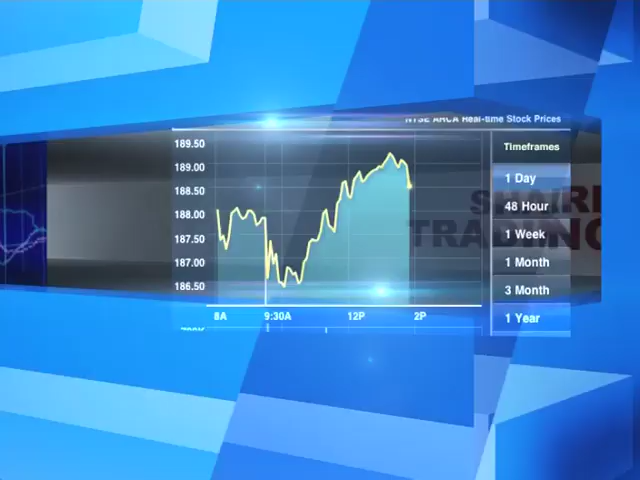 NYSE ARCA Real-time Stock Prices
189.50
189.00
188.50
188.00
187.50
187.00
186.50
8A 9:30A 12P 2P
Timeframes
1 Day
48 Hour
1 Week
1 Month
3 Month
1 Year
TRADING